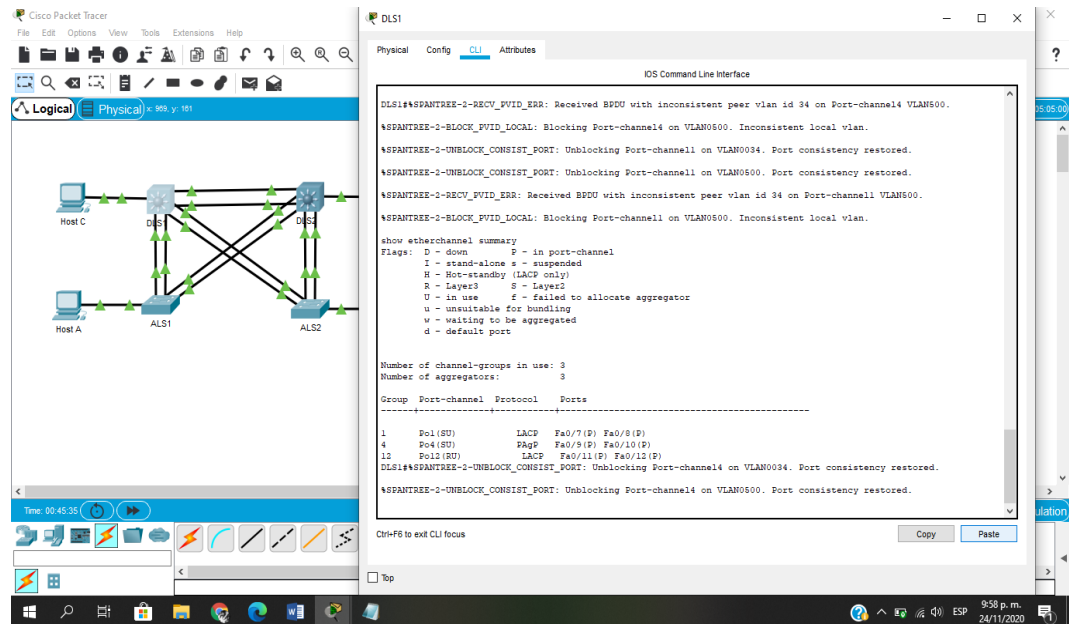 Cisco Packet Tracer
File Edit Options View Tools Extensions Help
Logical Physical x: 969, y: 161
05:05:00
Host C
DLS1
DLS2
Host A
ALS1
ALS2
Time: 00:45:35
ulation
DLS1
Physical Config CLI Attributes
IOS Command Line Interface
DLS1#%SPANTREE-2-RECV_PVID_ERR: Received BPDU with inconsistent peer vlan id 34 on Port-channel4 VLAN500.
%SPANTREE-2-BLOCK_PVID_LOCAL: Blocking Port-channel4 on VLAN0500. Inconsistent local vlan.
%SPANTREE-2-UNBLOCK_CONSIST_PORT: Unblocking Port-channel1 on VLAN0034. Port consistency restored.
%SPANTREE-2-UNBLOCK_CONSIST_PORT: Unblocking Port-channel1 on VLAN0500. Port consistency restored.
%SPANTREE-2-RECV_PVID_ERR: Received BPDU with inconsistent peer vlan id 34 on Port-channel1 VLAN500.
%SPANTREE-2-BLOCK_PVID_LOCAL: Blocking Port-channel1 on VLAN0500. Inconsistent local vlan.
show etherchannel summary
Flags: D - down P - in port-channel
I - stand-alone s - suspended
H - Hot-standby (LACP only)
R - Layer3 S - Layer2
U - in use f - failed to allocate aggregator
u - unsuitable for bundling
w - waiting to be aggregated
d - default port
Number of channel-groups in use: 3
Number of aggregators: 3
Group Port-channel Protocol Ports
------+-------------+-----------+----------------------------------------------
1 Po1(SU) LACP Fa0/7(P) Fa0/8(P)
4 Po4(SU) PAgP Fa0/9(P) Fa0/10(P)
12 Po12(RU) LACP Fa0/11(P) Fa0/12(P)
DLS1#%SPANTREE-2-UNBLOCK_CONSIST_PORT: Unblocking Port-channel4 on VLAN0034. Port consistency restored.
%SPANTREE-2-UNBLOCK_CONSIST_PORT: Unblocking Port-channel4 on VLAN0500. Port consistency restored.
Ctrl+F6 to exit CLI focus
Copy Paste
Top
ESP
9:58 p. m.
24/11/2020